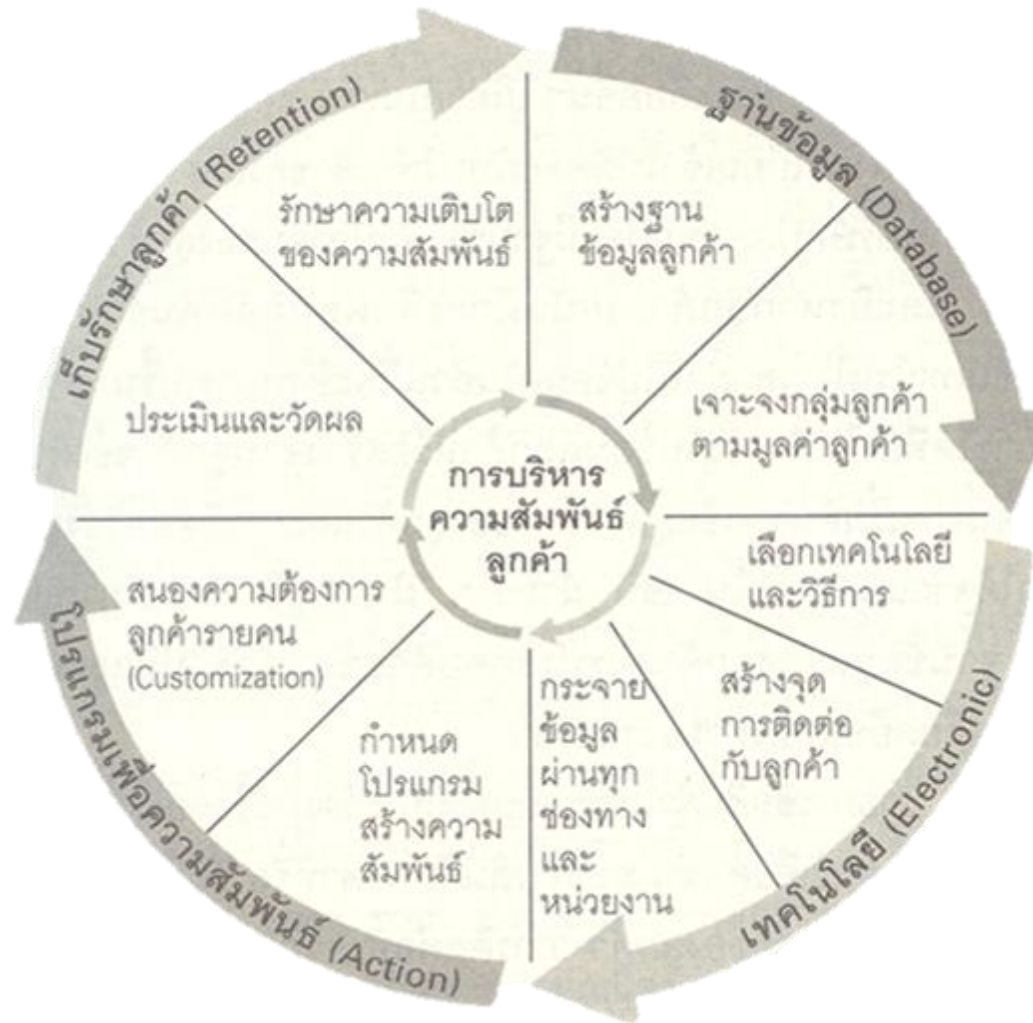 ฐานข้อมูล (Database)
สร้างฐาน
ข้อมูลลูกค้า
เจาะจงกลุ่มลูกค้า
ตามมูลค่าลูกค้า
เทคโนโลยี (Electronic)
เลือกเทคโนโลยี
และวิธีการ
สร้างจุด
การติดต่อ
กับลูกค้า
กระจาย
ข้อมูล
ผ่านทุก
ช่องทาง
และ
หน่วยงาน
โปรแกรมเพื่อความสัมพันธ์ (Action)
กำหนด
โปรแกรม
สร้างความ
สัมพันธ์
สนองความต้องการ
ลูกค้ารายคน
(Customization)
เก็บรักษาลูกค้า (Retention)
ประเมินและวัดผล
รักษาความเติบโต
ของความสัมพันธ์
การบริหาร
ความสัมพันธ์
ลูกค้า